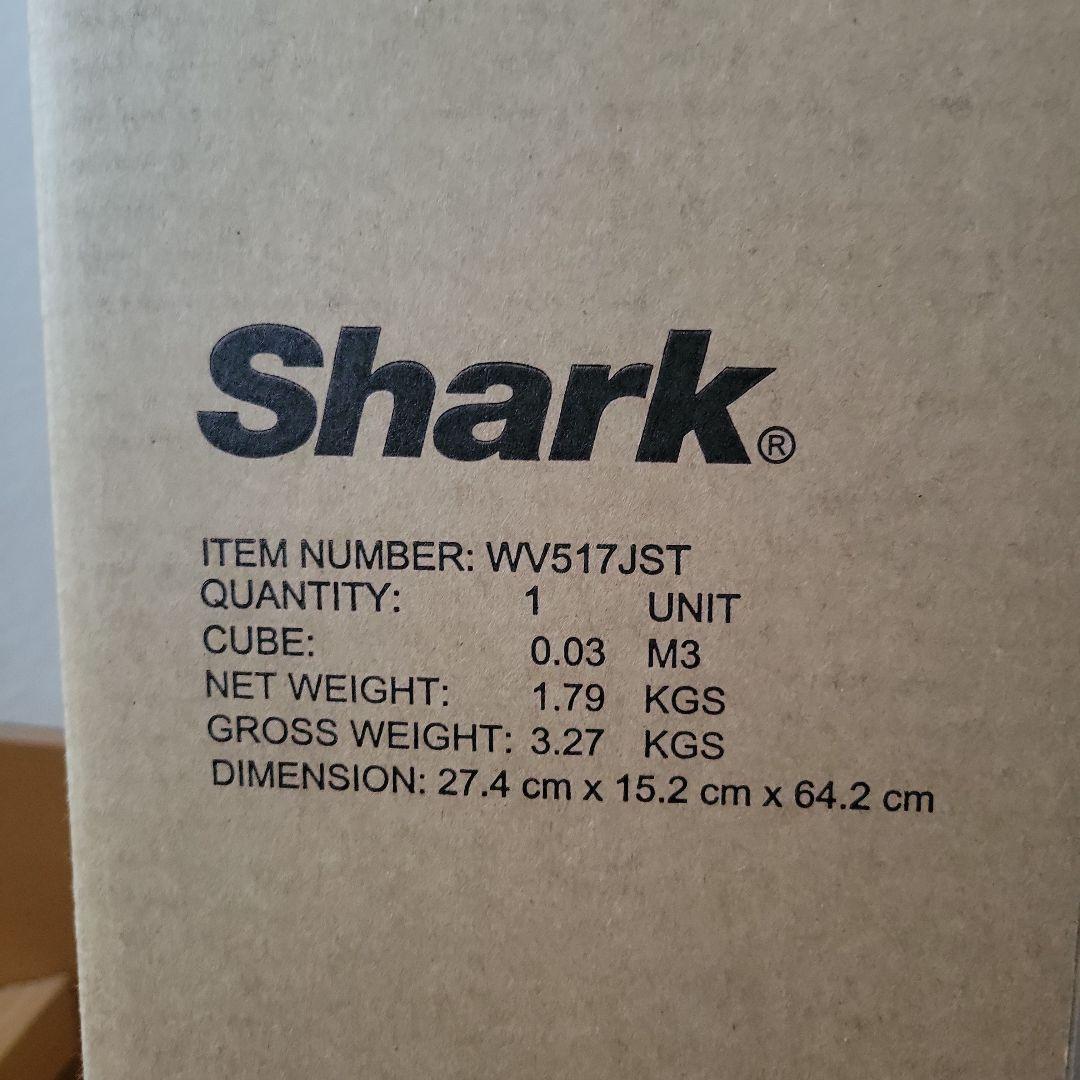 Shark®
ITEM NUMBER: WV517JST
QUANTITY: 1 UNIT
CUBE: 0.03 M3
NET WEIGHT: 1.79 KGS
GROSS WEIGHT: 3.27 KGS
DIMENSION: 27.4 cm x 15.2 cm x 64.2 cm